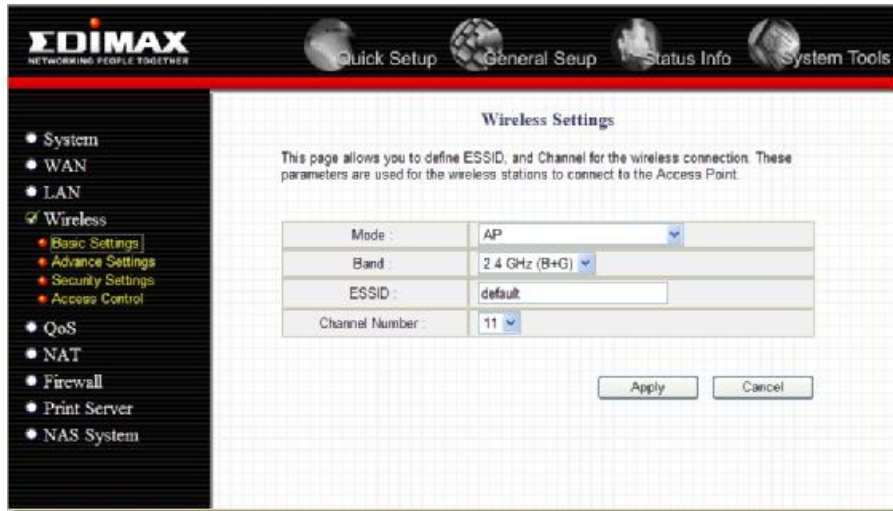 EDIMAX
NETWORKING PEOPLE TOGETHER
Quick Setup
General Seup
Status Info
System Tools
System
WAN
LAN
Wireless
Basic Settings
Advance Settings
Security Settings
Access Control
QoS
NAT
Firewall
Print Server
NAS System
Wireless Settings
This page allows you to define ESSID, and Channel for the wireless connection. These
parameters are used for the wireless stations to connect to the Access Point.
Mode : AP
Band 2.4 GHz (B+G)
ESSID : default
Channel Number : 11
Apply Cancel